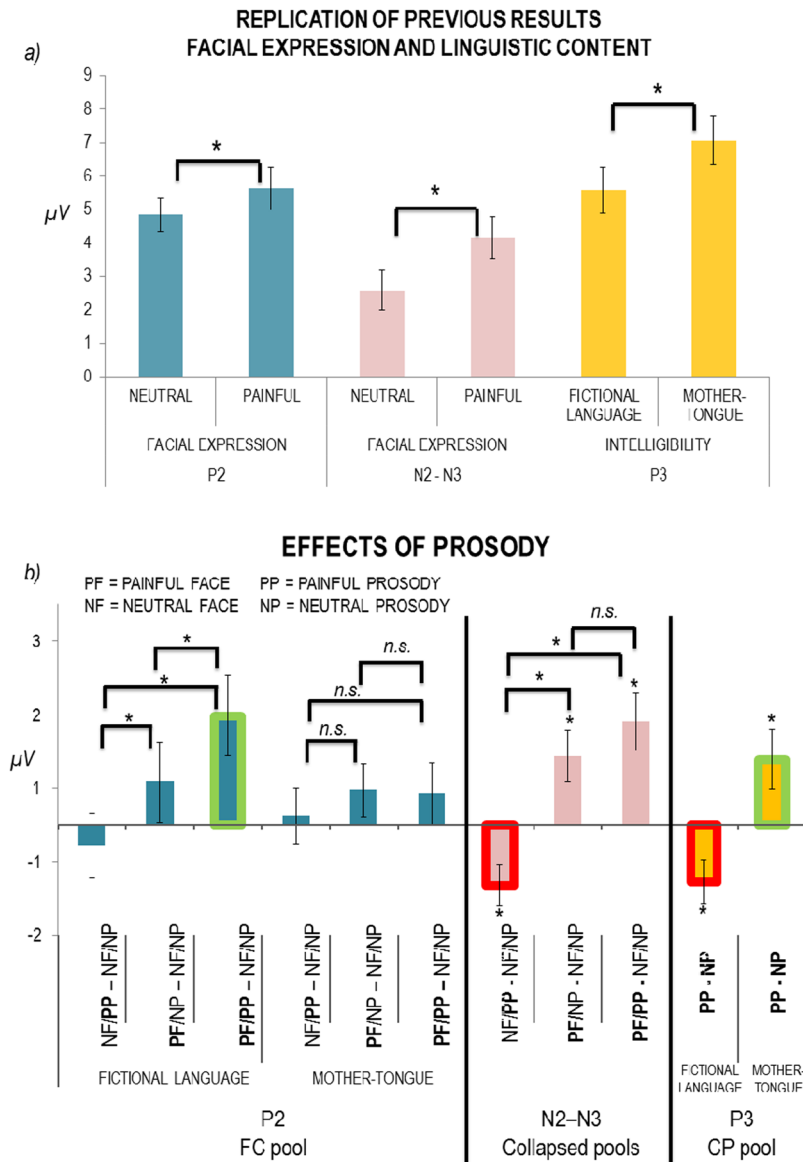 REPLICATION OF PREVIOUS RESULTS
FACIAL EXPRESSION AND LINGUISTIC CONTENT
a)
9
8
7
6
5
4
3
2
1
0
µV
*
*
*
NEUTRAL PAINFUL NEUTRAL PAINFUL FICTIONAL LANGUAGE MOTHER-TONGUE
FACIAL EXPRESSION FACIAL EXPRESSION INTELLIGIBILITY
P2 N2 - N3 P3
EFFECTS OF PROSODY
b)
PF = PAINFUL FACE PP = PAINFUL PROSODY
NF = NEUTRAL FACE NP = NEUTRAL PROSODY
3
2
1
-1
-2
µV
*
*
*
n.s.
n.s.
n.s.
n.s.
*
*
*
*
*
*
*
NF/PP – NF/NP
PF/NP – NF/NP
PF/PP – NF/NP
NF/PP – NF/NP
PF/NP – NF/NP
PF/PP – NF/NP
NF/PP - NF/NP
PF/NP - NF/NP
PF/PP - NF/NP
PP - NP
PP - NP
FICTIONAL LANGUAGE MOTHER-TONGUE FICTIONAL LANGUAGE MOTHER-TONGUE
P2 N2–N3 P3
FC pool Collapsed pools CP pool